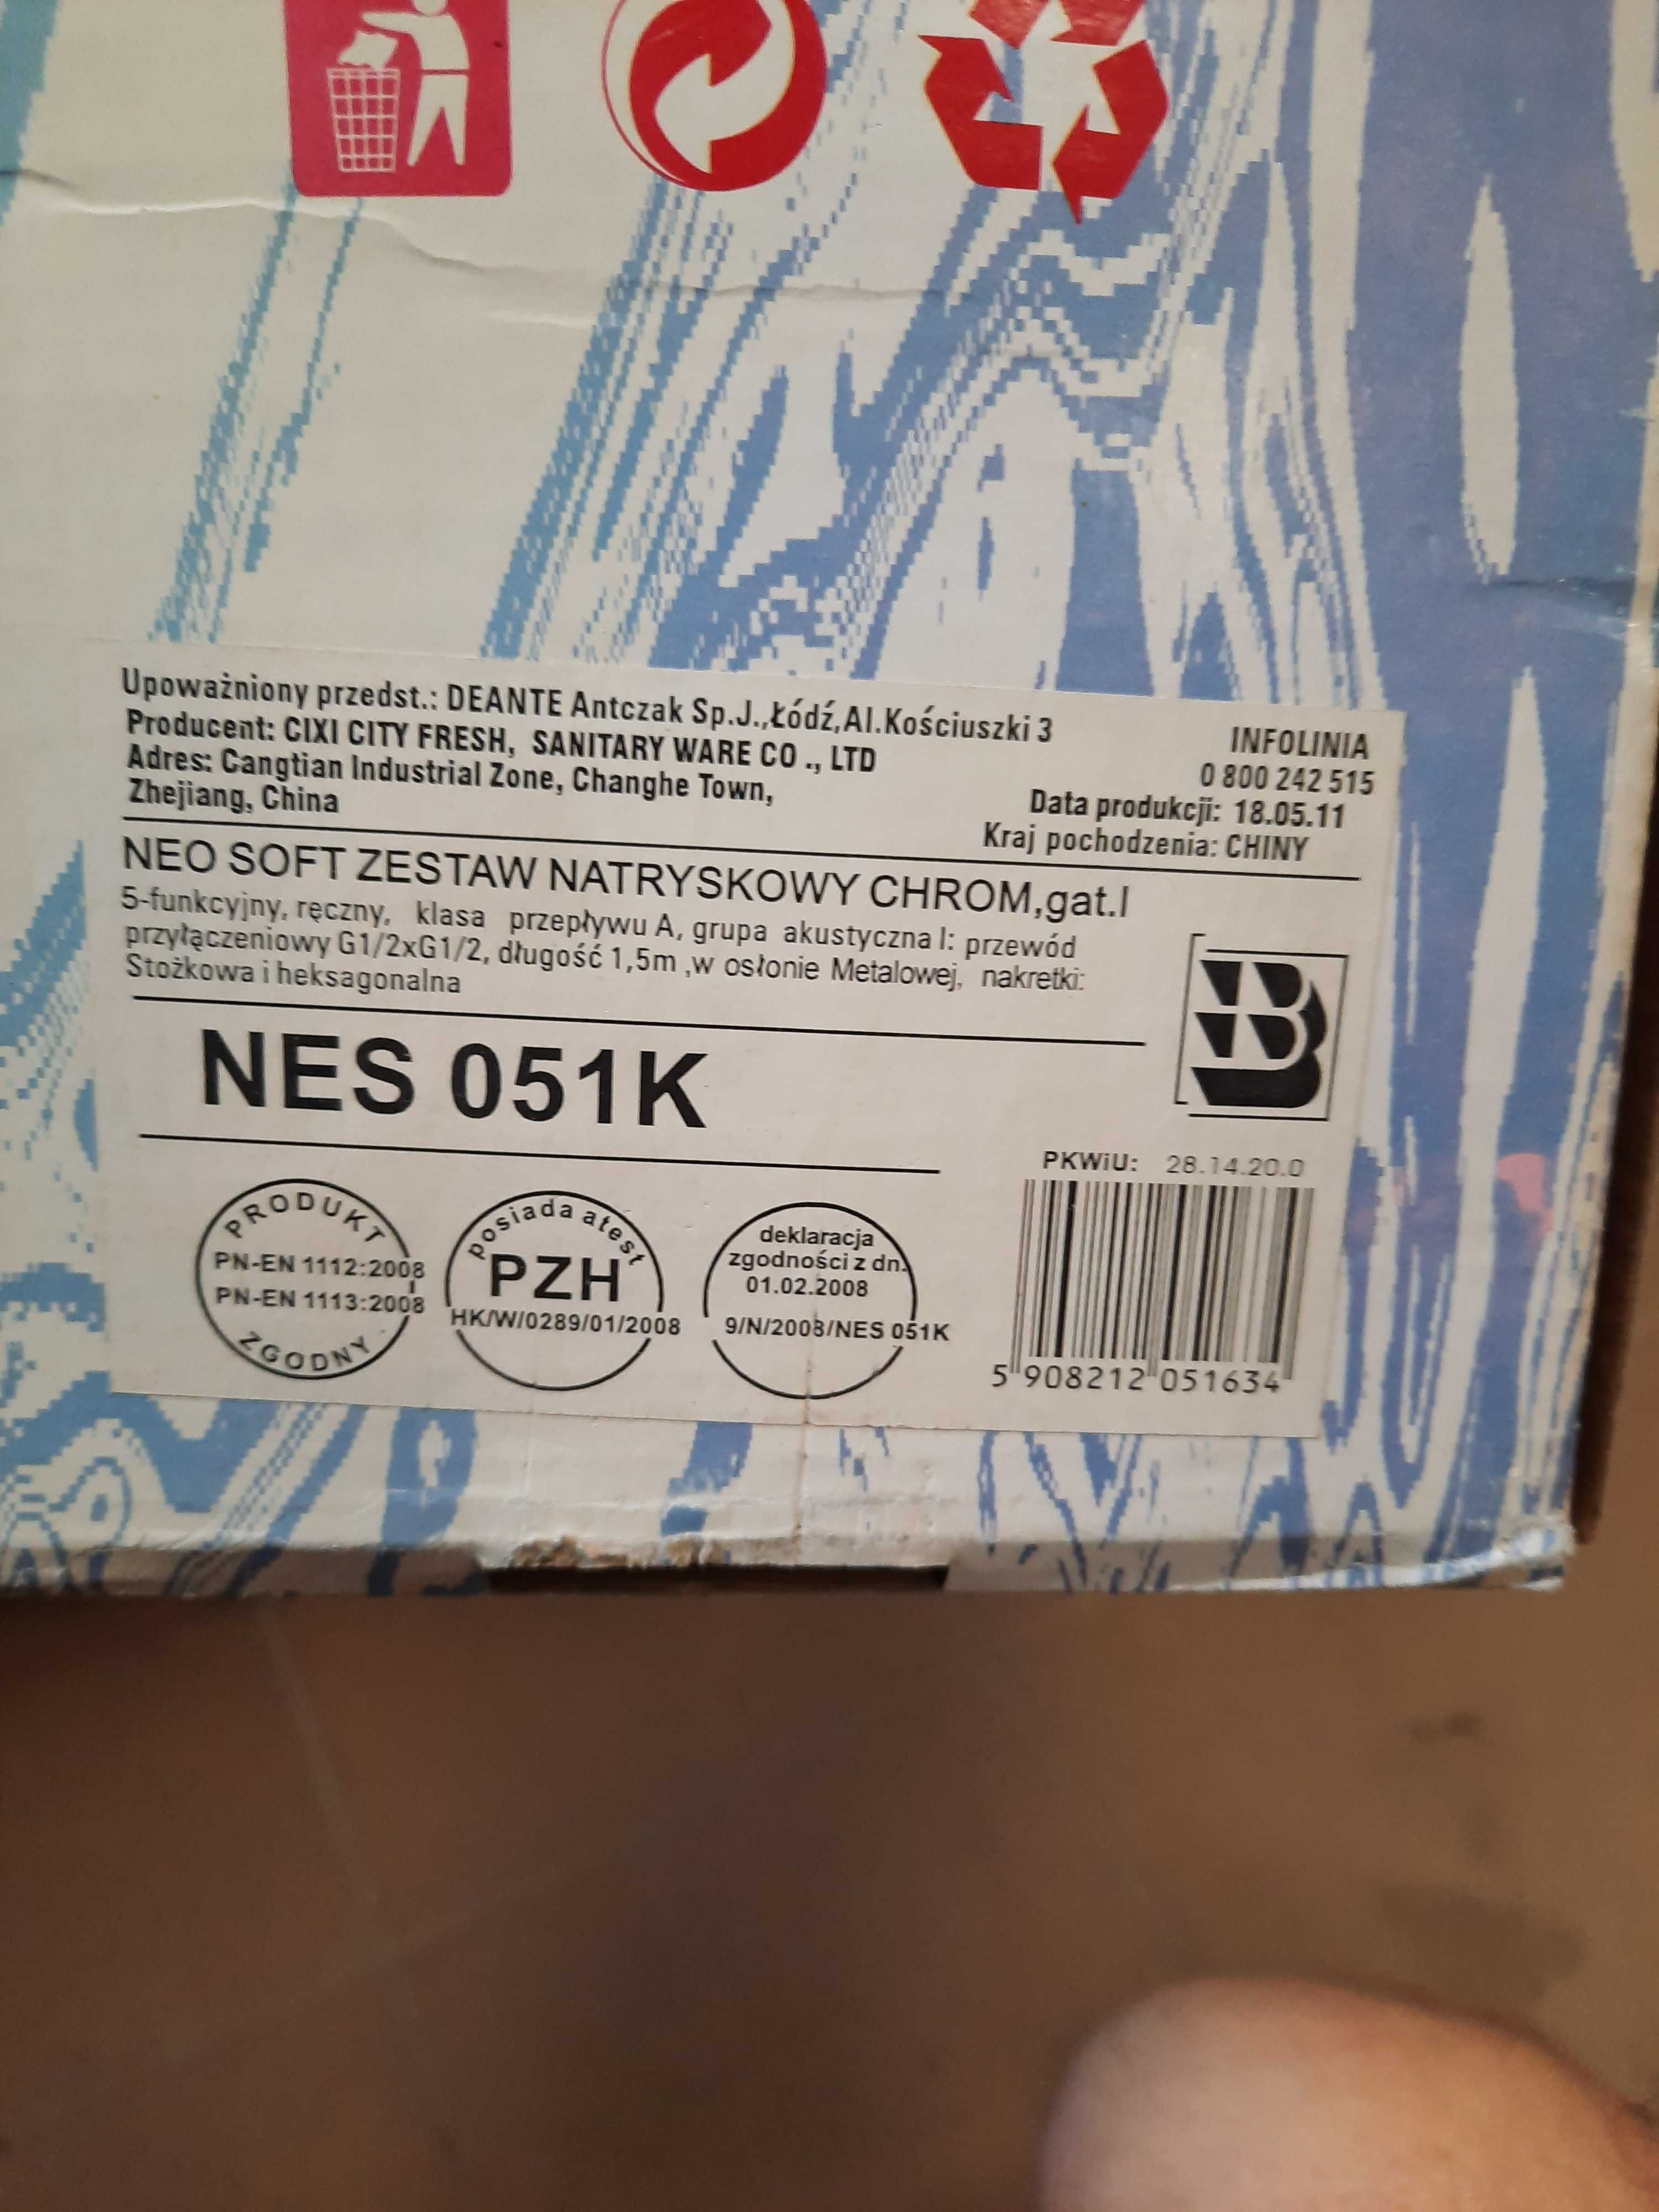 Upoważniony przedst.: DEANTE Antczak Sp.J.,Łódź,Al.Kościuszki 3
Producent: CIXI CITY FRESH, SANITARY WARE CO ., LTD
Adres: Cangtian Industrial Zone, Changhe Town,
Zhejiang, China
INFOLINIA
0 800 242 515
Data produkcji: 18.05.11
Kraj pochodzenia: CHINY
NEO SOFT ZESTAW NATRYSKOWY CHROM,gat.I
5-funkcyjny, ręczny, klasa przepływu A, grupa akustyczna I: przewód
przyłączeniowy G1/2xG1/2, długość 1,5m ,w osłonie Metalowej, nakretki:
Stożkowa i heksagonalna
B
NES 051K
PRODUKT
PN-EN 1112:2008
PN-EN 1113:2008
ZGODNY
posiada atest
PZH
HK/W/0289/01/2008
deklaracja
zgodności z dn.
01.02.2008
9/N/2008/NES 051K
PKWiU: 28.14.20.0
5 908212 051634